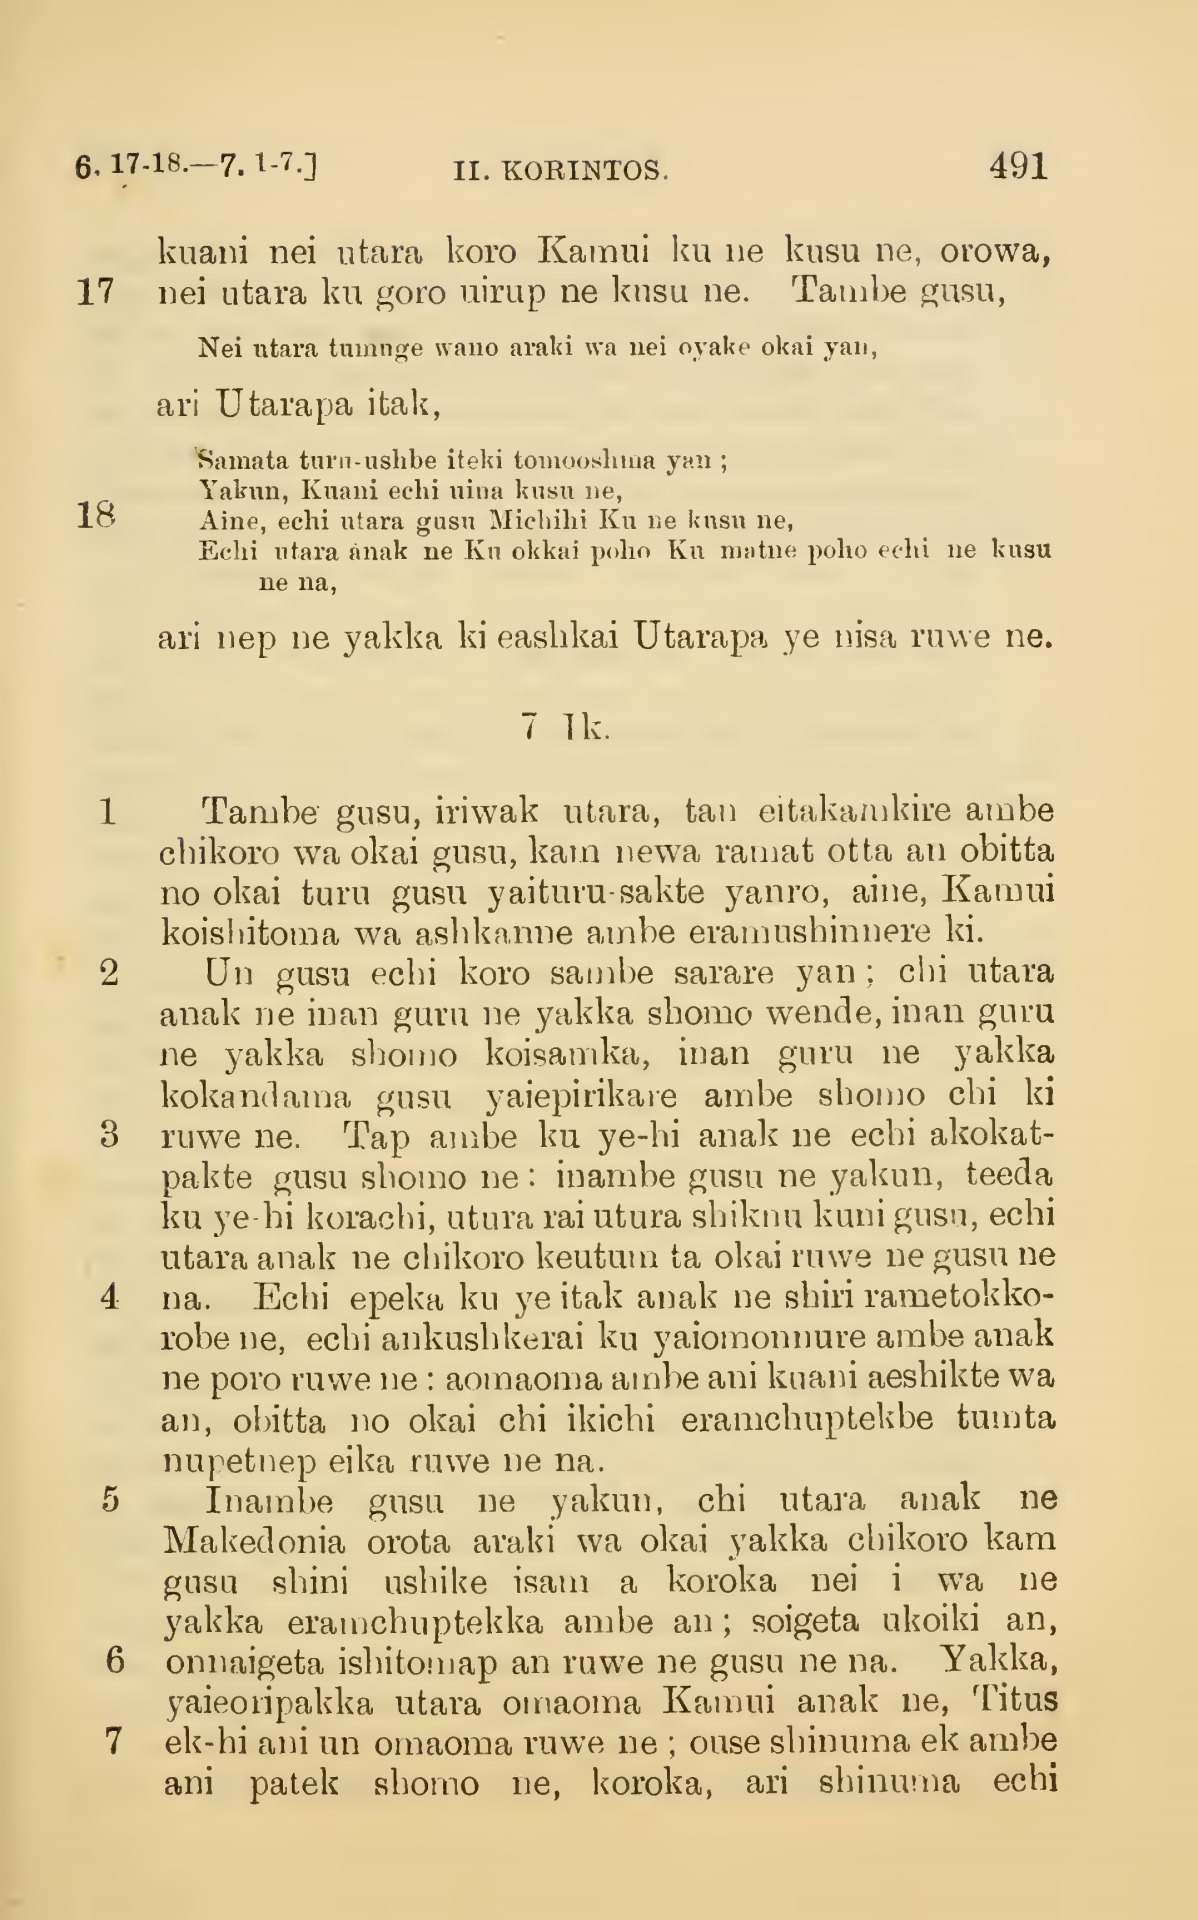 6. 17-18.—7. 1-7.] II. KORINTOS. 491
kuani nei utara koro Kamui ku ne kusu ne, orowa,
17 nei utara ku goro uirup ne kusu ne. Tambe gusu,
Nei utara tumnge wano araki wa nei oyake okai yan,
ari Utarapa itak,
Samata turu-ushbe iteki tomooshma yan ;
Yakun, Kuani echi uina kusu ne,
18 Aine, echi utara gusu Michihi Ku ne kusu ne,
Echi utara anak ne Ku okkai poho Ku matne poho echi ne kusu
ne na,
ari nep ne yakka ki eashkai Utarapa ye nisa ruwe ne.
7 Ik.
1 Tambe gusu, iriwak utara, tan eitakamkire ambe
chikoro wa okai gusu, kam newa ramat otta an obitta
no okai turu gusu yaituru-sakte yanro, aine, Kamui
koishitoma wa ashkanne ambe eramushinnere ki.
2 Un gusu echi koro sambe sarare yan ; chi utara
anak ne inan guru ne yakka shomo wende, inan guru
ne yakka shomo koisamka, inan guru ne yakka
kokandama gusu yaiepirikare ambe shomo chi ki
3 ruwe ne. Tap ambe ku ye-hi anak ne echi akokat-
pakte gusu shomo ne : inambe gusu ne yakun, teeda
ku ye-hi korachi, utura rai utura shiknu kuni gusu, echi
utara anak ne chikoro keutum ta okai ruwe ne gusu ne
4 na. Echi epeka ku ye itak anak ne shiri rametokko-
robe ne, echi ankushkerai ku yaiomonnure ambe anak
ne poro ruwe ne : aomaoma ambe ani kuani aeshikte wa
an, obitta no okai chi ikichi eramchuptekbe tumta
nupetnep eika ruwe ne na.
5 Inambe gusu ne yakun, chi utara anak ne
Makedonia orota araki wa okai yakka chikoro kam
gusu shini ushike isam a koroka nei i wa ne
yakka eramchuptekka ambe an ; soigeta ukoiki an,
6 onnaigeta ishitomap an ruwe ne gusu ne na. Yakka,
yaieoripakka utara omaoma Kamui anak ne, Titus
7 ek-hi ani un omaoma ruwe ne ; ouse shinuma ek ambe
ani patek shomo ne, koroka, ari shinuma echi